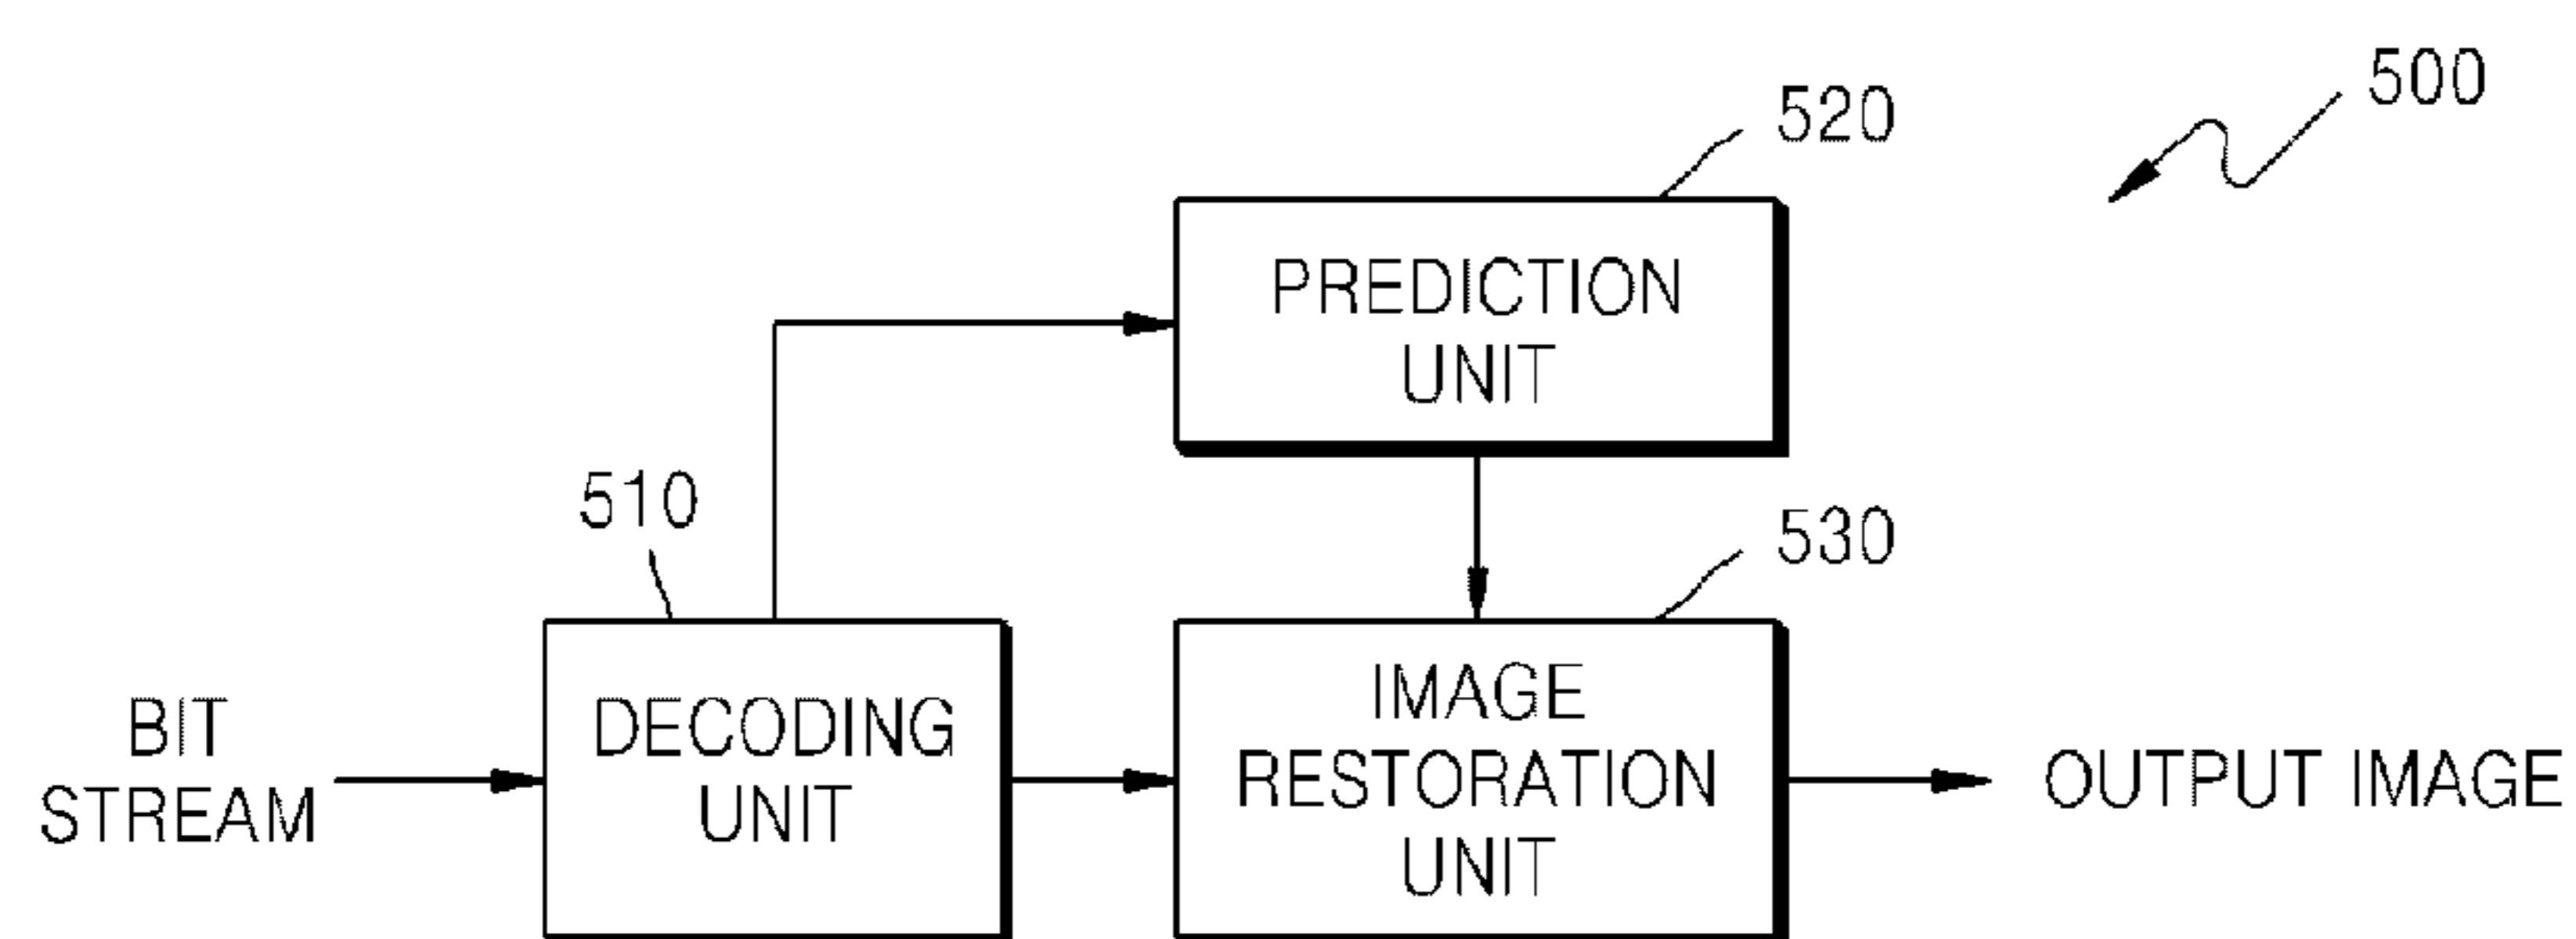 500
520
PREDICTION
UNIT
510
530
BIT
STREAM
DECODING
UNIT
IMAGE
RESTORATION
UNIT
OUTPUT IMAGE